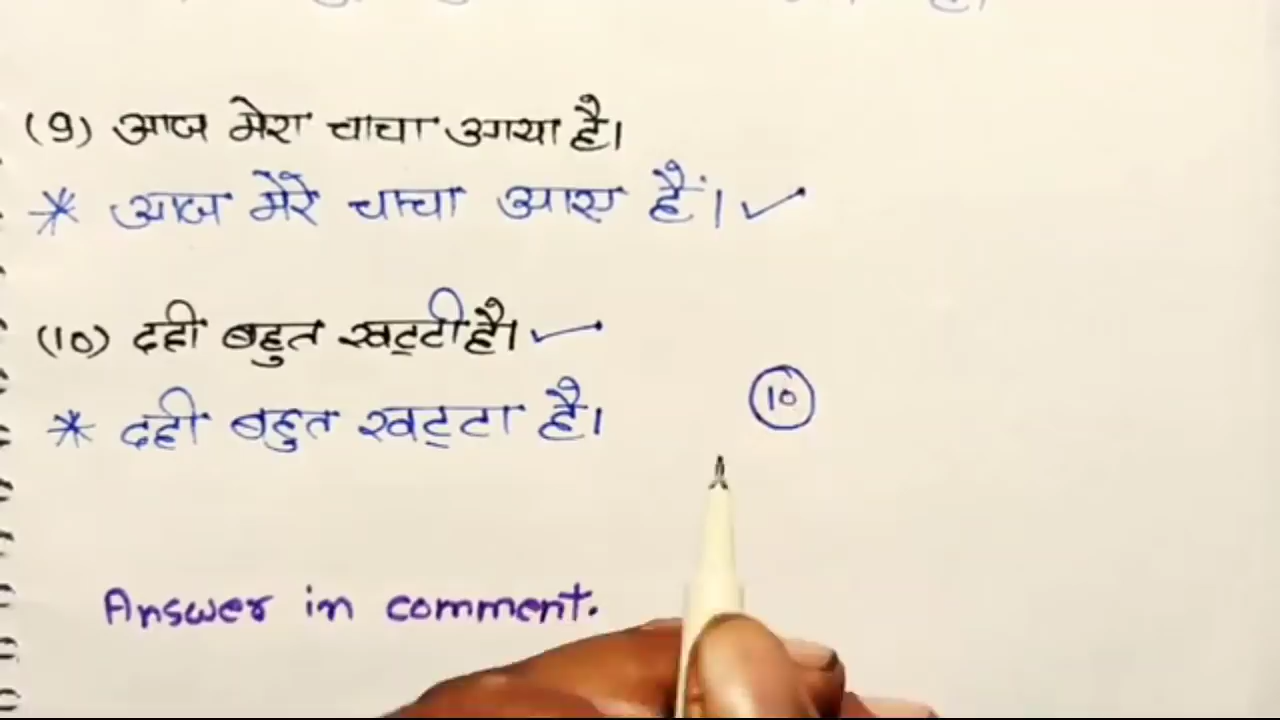 (9) आज मेरा चाचा आया है।
* आज मेरे चाचा आए हैं। ✓
(10) दही बहुत खट्टी है। ✓
* दही बहुत खट्टा है।
10
Answer in comment.